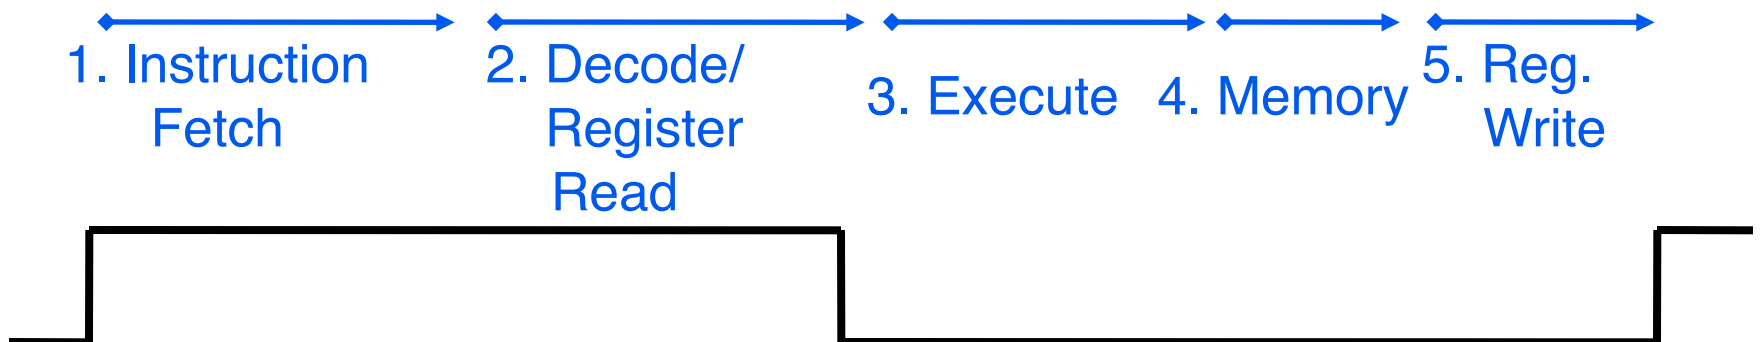 1. Instruction
Fetch
2. Decode/
Register
Read
3. Execute
4. Memory
5. Reg.
Write